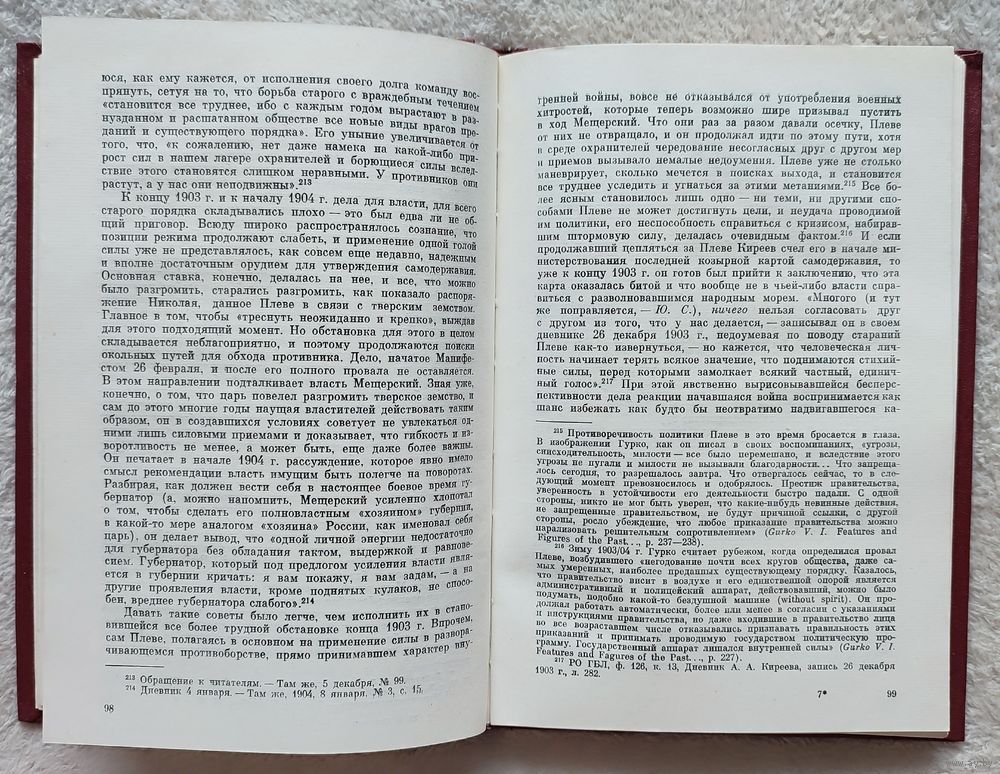 юся, как ему кажется, от исполнения своего долга команду вос-
прянуть, сетуя на то, что борьба старого с враждебным течением
«становится все труднее, ибо с каждым годом вырастают в раз-
нузданном и расшатанном обществе все новые виды врагов пре-
даний и существующего порядка». Его уныние увеличивается от
того, что, «к сожалению, нет даже намека на какой-либо при-
рост сил в нашем лагере охранителей и борющиеся силы вслед-
ствие этого становятся слишком неравными. У противников они
растут, а у нас они неподвижны».213
К концу 1903 г. и к началу 1904 г. дела для власти, для всего
старого порядка складывались плохо — это был едва ли не об-
щий приговор. Всюду широко распространялось сознание, что
позиции режима продолжают слабеть, и применение одной голой
силы уже не представлялось, как совсем еще недавно, надежным
и вполне достаточным орудием для утверждения самодержавия.
Основная ставка, конечно, делалась на нее, и все, что можно
было разгромить, старались разгромить, как показало распоря-
жение Николая, данное Плеве в связи с тверским земством.
Главное в том, чтобы «треснуть неожиданно и крепко», выждав
для этого подходящий момент. Но обстановка для этого в целом
складывается неблагоприятно, и поэтому продолжаются поиски
окольных путей для обхода противника. Дело, начатое Манифе-
стом 26 февраля, и после его полного провала не оставляется.
В этом направлении подталкивает власть Мещерский. Зная уже,
конечно, о том, что царь повелел разгромить тверское земство, и
сам до этого многие годы наущая властителей действовать таким
образом, он в создавшихся условиях советует не увлекаться од-
ними лишь силовыми приемами и доказывает, что гибкость и из-
воротливость не менее, а может быть, еще даже более важны.
Он печатает в начале 1904 г. рассуждение, которое явно имело
смысл рекомендации власть имущим быть полегче на поворотах.
Разбирая, как должен вести себя в настоящее боевое время гу-
бернатор (а, можно напомнить, Мещерский усиленно хлопотал
о том, чтобы сделать его полновластным «хозяином» губернии,
в какой-то мере аналогом «хозяина» России, как именовал себя
царь), он делает вывод, что «одной личной энергии недостаточно
для губернатора без обладания тактом, выдержкой и равнове-
сием. Губернатор, который под предлогом усиления власти явля-
ется в губернии кричать: я вам покажу, я вам задам, — а на
другие проявления власти, кроме поднятых кулаков, не спосо-
бен, вреднее губернатора слабого».214
Давать такие советы было легче, чем исполнить их в стано-
вившейся все более трудной обстановке конца 1903 г. Впрочем,
сам Плеве, полагаясь в основном на применение силы в развора-
чивающемся противоборстве, прямо принимавшем характер внут-
213 Обращение к читателям. — Там же, 5 декабря, № 99.
214 Дневник 4 января. — Там же, 1904, 8 января, № 3, с. 15.
98
тренней войны, вовсе не отказывался от употребления военных
хитростей, которые теперь возможно шире призывал пустить
в ход Мещерский. Что они раз за разом давали осечку, Плеве
от них не отвращало, и он продолжал идти по этому пути, хотя
в среде охранителей чередование несогласных друг с другом мер
и приемов вызывало немалые недоумения. Плеве уже не столько
маневрирует, сколько мечется в поисках выхода, и становится
все труднее уследить и угнаться за этими метаниями.215 Все бо-
лее ясным становилось лишь одно — ни теми, ни другими спо-
собами Плеве не может достигнуть цели, и неудача проводимой
им политики, его неспособность справиться с кризисом, набирав-
шим штормовую силу, делалась очевидным фактом.216 И если
продолжавший цепляться за Плеве Киреев счел его в начале ми-
нистерствования последней козырной картой самодержавия, то
уже к концу 1903 г. он готов был прийти к заключению, что эта
карта оказалась битой и что вообще не в чьей-либо власти спра-
виться с разволновавшимся народным морем. «Многого (и тут
же поправляется, — Ю. С.), ничего нельзя согласовать друг
с другом из того, что у нас делается, — записывал он в своем
дневнике 26 декабря 1903 г., недоумевая по поводу стараний
Плеве как-то извернуться, — но кажется, что человеческая лич-
ность начинает терять всякое значение, что поднимаются стихий-
ные силы, перед которыми замолкает всякий частный, единич-
ный голос».217 При этой явственно вырисовывавшейся бесперс-
пективности дела реакции начавшаяся война воспринимается как
шанс избежать как будто бы неотвратимо надвигавшегося ка-
215 Противоречивость политики Плеве в это время бросается в глаза.
В изображении Гурко, как он писал в своих воспоминаниях, «угрозы,
снисходительность, милости — все было перемешано, и вследствие этого
угрозы не пугали и милости не вызывали благодарности... Что запрещалось
сегодня, то разрешалось завтра. Что отвергалось сейчас, то в сле-
дующий момент превозносилось и одобрялось. Престиж правительства,
уверенность в устойчивости его деятельности быстро падали. С одной
стороны, никто не мог быть уверен, что какие-нибудь невинные действия,
не запрещенные правительством, не будут причиной ссылки, с другой
стороны, росло убеждение, что любое приказание правительства можно
парализовать решительным сопротивлением» (Gurko V. I. Features and
Figures of the Past..., p. 237—238).
216 Зиму 1903/04 г. Гурко считает рубежом, когда определился провал
Плеве, возбудившего «негодование почти всех кругов общества, даже са-
мых умеренных, наиболее преданных существующему порядку. Казалось,
что правительство висит в воздухе и его единственной опорой является
административный и полицейский аппарат, действовавший, можно было
подумать, подобно какой-то бездушной машине (without spirit). Он про-
должал работать автоматически, более или менее в согласии с указаниями
и инструкциями правительства, но даже входившие в правительство лица
во все возраставшем числе отказывались признавать правильность этих
приказаний и принимать проводимую государством политическую про-
грамму. Государственный аппарат лишался внутренней силы» (Gurko V. I.
Features and Figures of the Past..., p. 227).
217 РО ГБЛ, ф. 126, к. 13, Дневник А. А. Киреева, запись 26 декабря
1903 г., л. 282.
7*
99